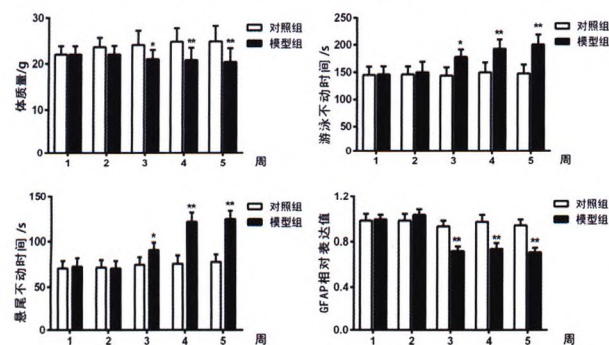 体质量/g
30
20
10
0
1 2 3 4 5 周
* ** **
对照组
模型组
游泳不动时间/s
250
200
150
100
50
0
1 2 3 4 5 周
* ** **
对照组
模型组
悬尾不动时间/s
150
100
50
0
1 2 3 4 5 周
* ** **
对照组
模型组
GFAP相对表达值
1.2
0.8
0.4
0.0
1 2 3 4 5 周
** ** **
对照组
模型组